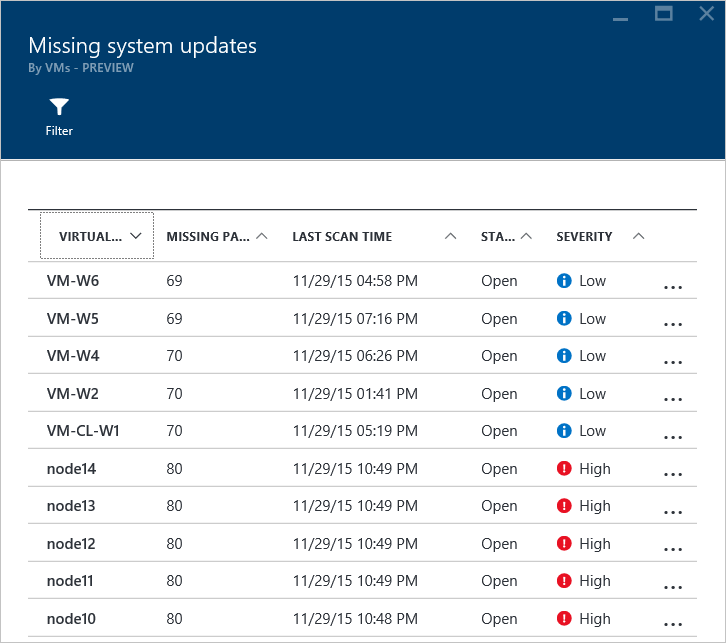 Missing system updates
By VMs - PREVIEW
Filter
VIRTUAL... MISSING PA... LAST SCAN TIME STA... SEVERITY
VM-W6 69 11/29/15 04:58 PM Open Low ...
VM-W5 69 11/29/15 07:16 PM Open Low ...
VM-W4 70 11/29/15 06:26 PM Open Low ...
VM-W2 70 11/29/15 01:41 PM Open Low ...
VM-CL-W1 70 11/29/15 05:19 PM Open Low ...
node14 80 11/29/15 10:49 PM Open High ...
node13 80 11/29/15 10:49 PM Open High ...
node12 80 11/29/15 10:49 PM Open High ...
node11 80 11/29/15 10:49 PM Open High ...
node10 80 11/29/15 10:48 PM Open High ...